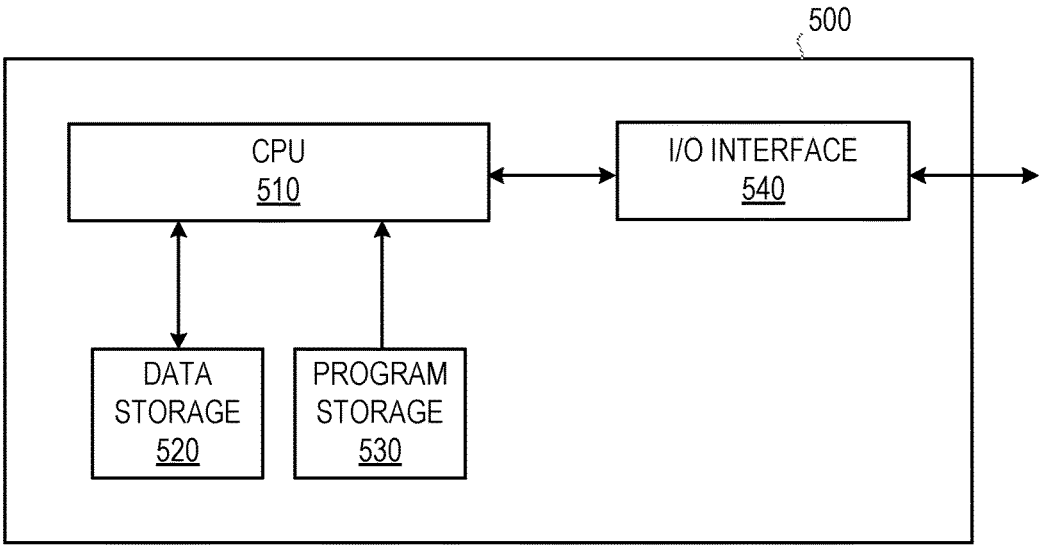 500
CPU
510
I/O INTERFACE
540
DATA
STORAGE
520
PROGRAM
STORAGE
530